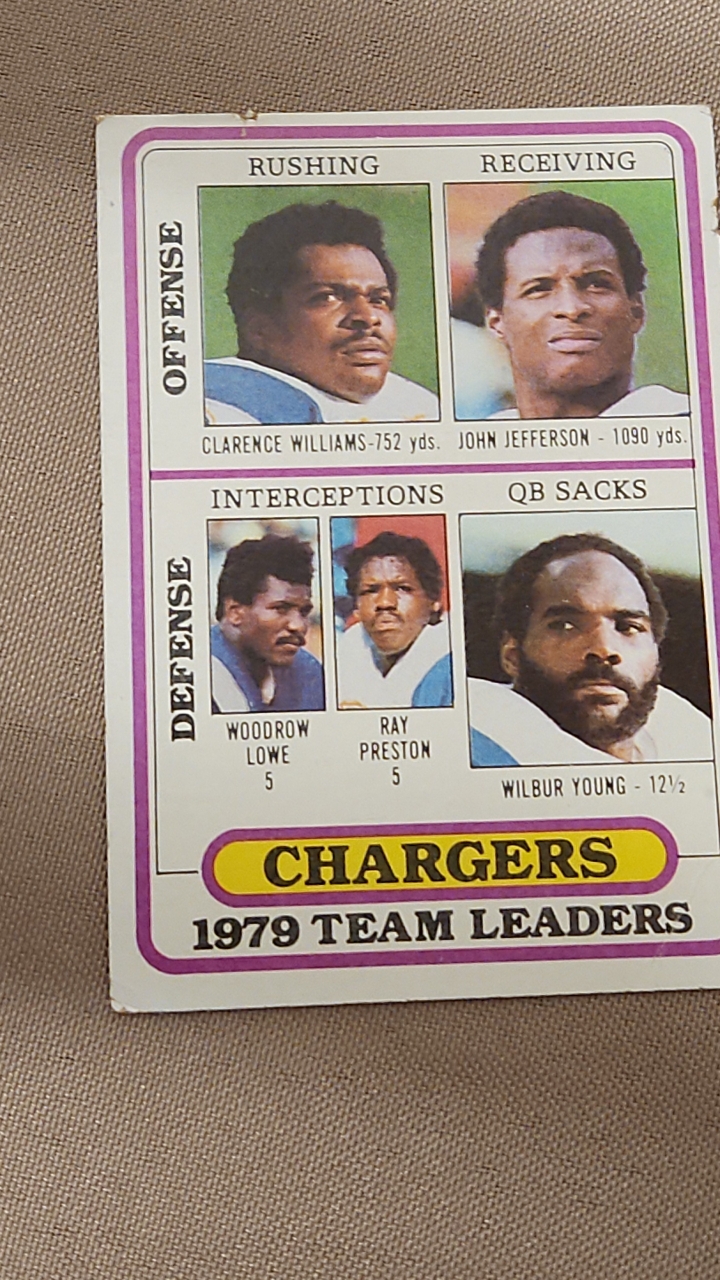 OFFENSE
RUSHING
CLARENCE WILLIAMS-752 yds.
RECEIVING
JOHN JEFFERSON - 1090 yds.
DEFENSE
INTERCEPTIONS
WOODROW
LOWE
5
RAY
PRESTON
5
QB SACKS
WILBUR YOUNG - 12½
CHARGERS
1979 TEAM LEADERS